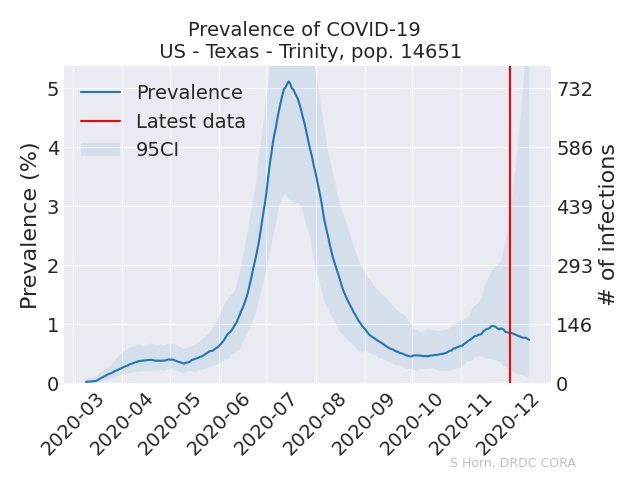 Prevalence of COVID-19
US - Texas - Trinity, pop. 14651
Prevalence
Latest data
95CI
Prevalence (%)
5
4
3
2
1
0
732
586
439
293
146
0
# of infections
2020-03
2020-04
2020-05
2020-06
2020-07
2020-08
2020-09
2020-10
2020-11
2020-12
S Horn, DRDC CORA